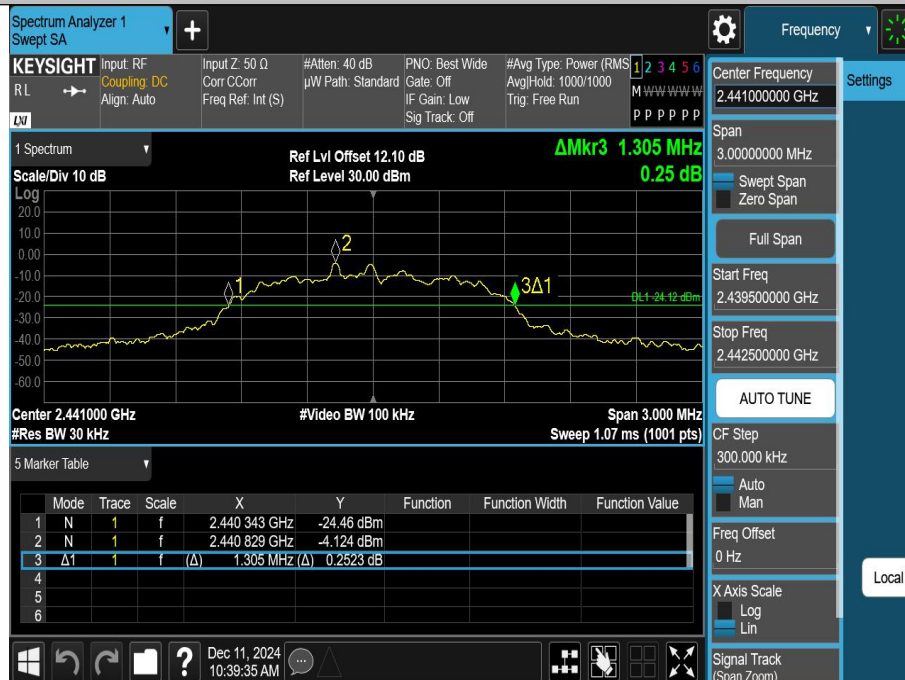 Spectrum Analyzer 1
Swept SA
Frequency
KEYSIGHT
RL
LXI
Input: RF
Coupling: DC
Align: Auto
Input Z: 50 Ω
Corr CCorr
Freq Ref: Int (S)
#Atten: 40 dB
µW Path: Standard
PNO: Best Wide
Gate: Off
IF Gain: Low
Sig Track: Off
#Avg Type: Power (RMS
Avg|Hold: 1000/1000
Trig: Free Run
1 2 3 4 5 6
M W W W W W
P P P P P P
1 Spectrum
Scale/Div 10 dB
Ref Lvl Offset 12.10 dB
Ref Level 30.00 dBm
ΔMkr3 1.305 MHz
0.25 dB
Log
20.0
10.0
0.00
-10.0
-20.0
-30.0
-40.0
-50.0
-60.0
1
2
3Δ1
DL1 -24.12 dBm
Center 2.441000 GHz
#Video BW 100 kHz
Span 3.000 MHz
#Res BW 30 kHz
Sweep 1.07 ms (1001 pts)
5 Marker Table
Mode Trace Scale X Y Function Function Width Function Value
1 N 1 f 2.440 343 GHz -24.46 dBm
2 N 1 f 2.440 829 GHz -4.124 dBm
3 Δ1 1 f (Δ) 1.305 MHz (Δ) 0.2523 dB
4
5
6
Dec 11, 2024
10:39:35 AM
Center Frequency
2.441000000 GHz
Span
3.00000000 MHz
Swept Span
Zero Span
Full Span
Start Freq
2.439500000 GHz
Stop Freq
2.442500000 GHz
AUTO TUNE
CF Step
300.000 kHz
Auto
Man
Freq Offset
0 Hz
X Axis Scale
Log
Lin
Signal Track
(Span Zoom)
Settings
Local